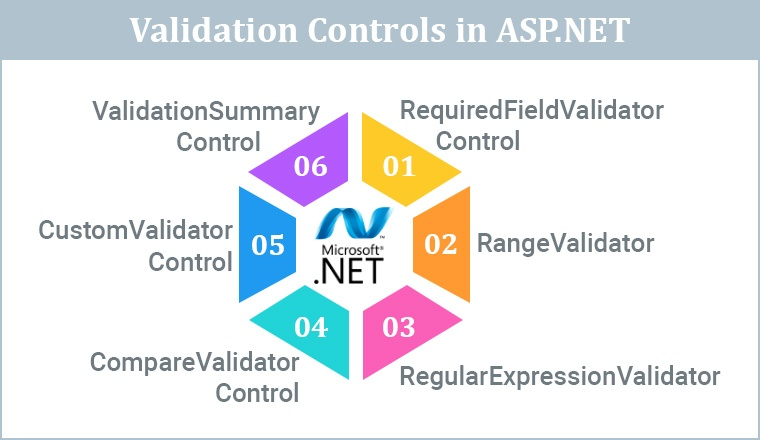 Validation Controls in ASP.NET
RequiredFieldValidator
Control
01
RangeValidator
02
RegularExpressionValidator
03
CompareValidator
Control
04
CustomValidator
Control
05
ValidationSummary
Control
06
Microsoft®
.NET